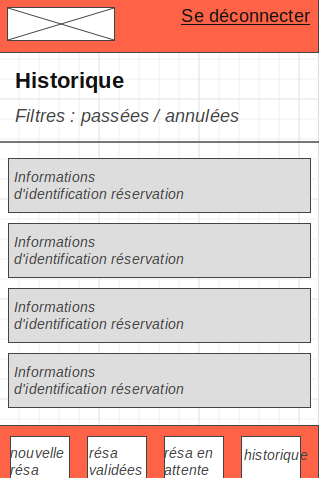 Se déconnecter
Historique
Filtres : passées / annulées
Informations
d'identification réservation
Informations
d'identification réservation
Informations
d'identification réservation
Informations
d'identification réservation
nouvelle
résa
résa
validées
résa en
attente
historique